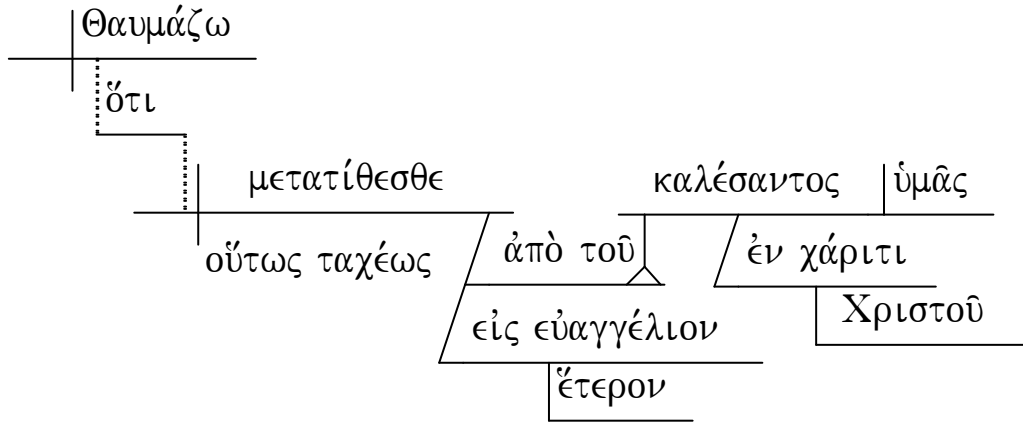 Θαυμάζω
ὅτι
μετατίθεσθε καλέσαντος ὑμᾶς
οὕτως ταχέως ἀπὸ τοῦ ἐν χάριτι
εἰς εὐαγγέλιον Χριστοῦ
ἕτερον